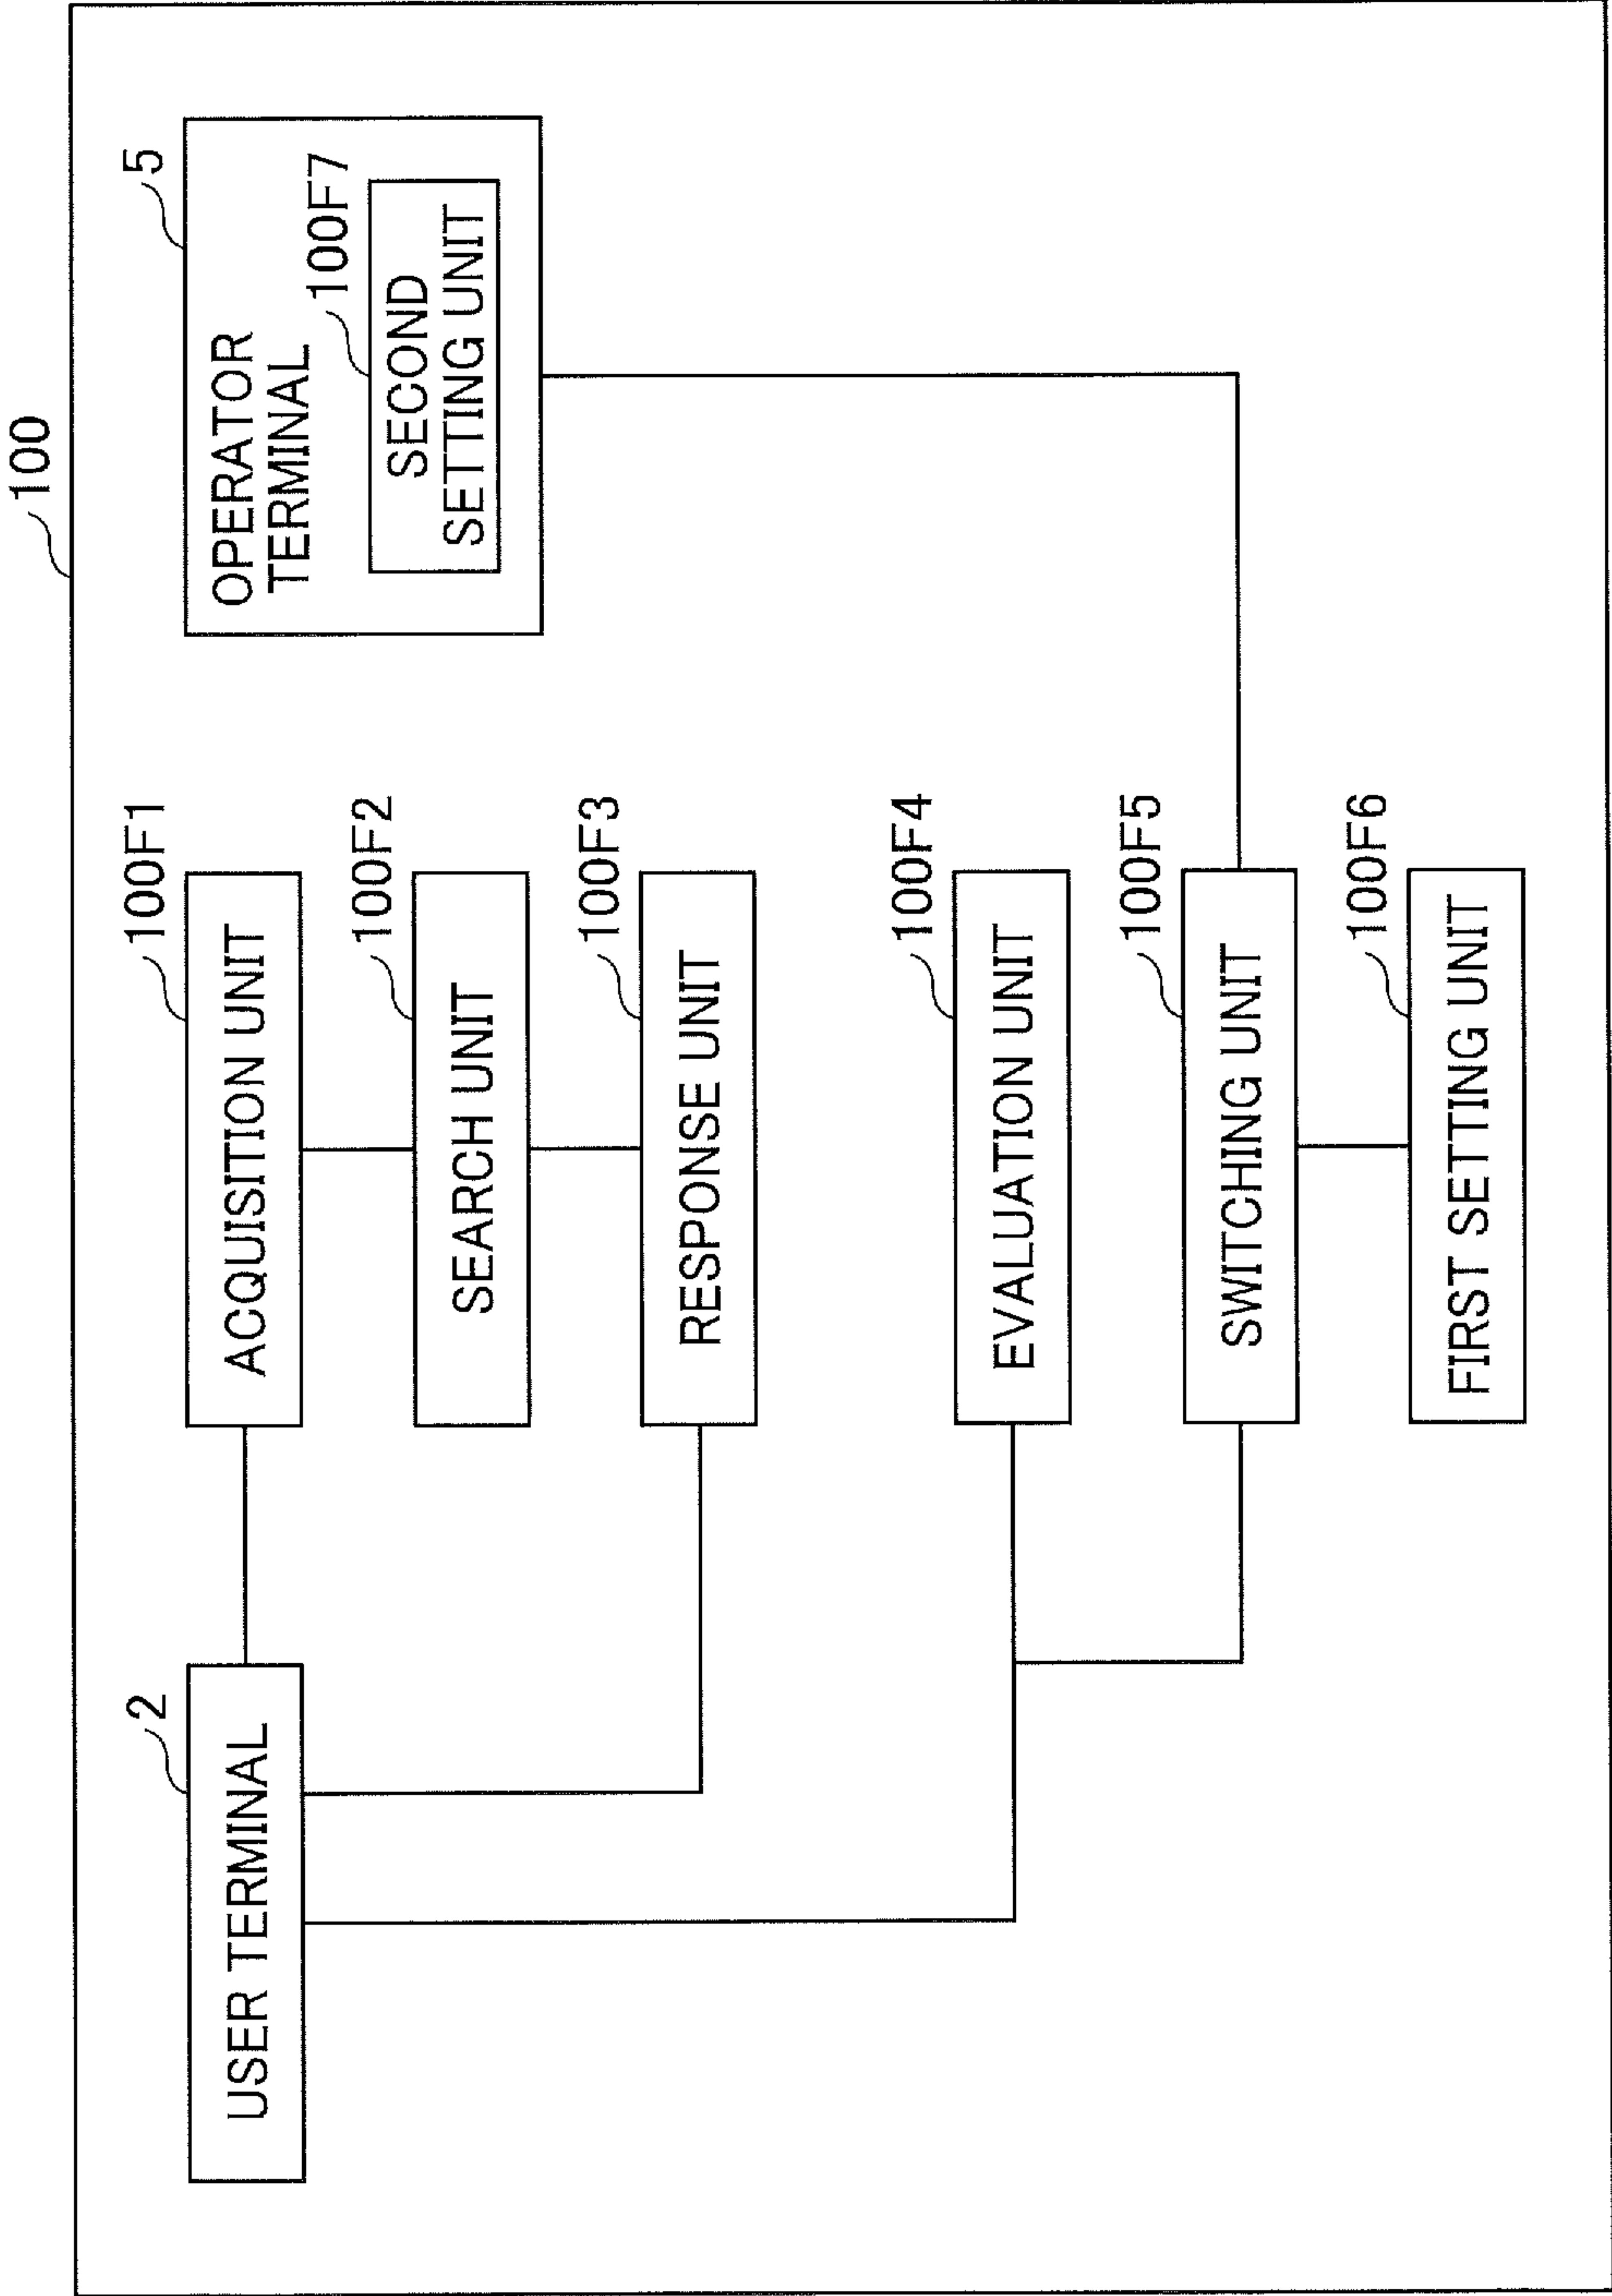 100
2
USER TERMINAL
100F1
ACQUISITION UNIT
100F2
SEARCH UNIT
100F3
RESPONSE UNIT
100F4
EVALUATION UNIT
100F5
SWITCHING UNIT
100F6
FIRST SETTING UNIT
5
OPERATOR
TERMINAL
100F7
SECOND
SETTING UNIT